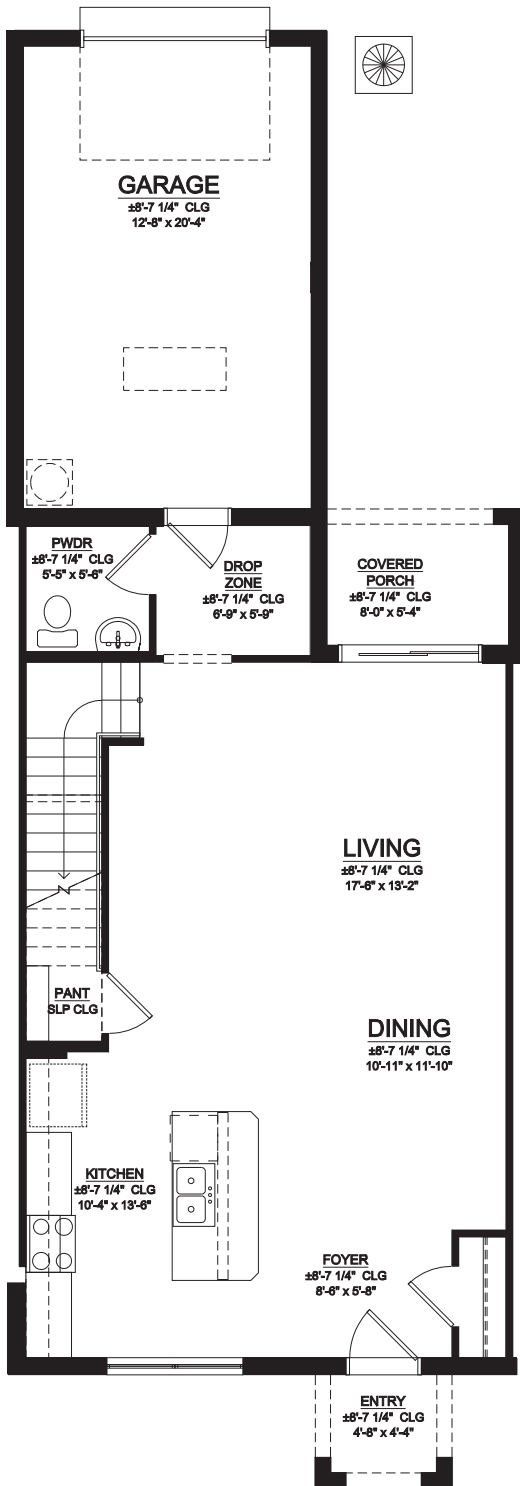 GARAGE
±8'-7 1/4" CLG
12'-8" x 20'-4"
PWDR
±8'-7 1/4" CLG
5'-5" x 5'-6"
DROP
ZONE
±8'-7 1/4" CLG
6'-9" x 5'-9"
COVERED
PORCH
±8'-7 1/4" CLG
8'-0" x 5'-4"
LIVING
±8'-7 1/4" CLG
17'-6" x 13'-2"
PANT
SLP CLG
DINING
±8'-7 1/4" CLG
10'-11" x 11'-10"
KITCHEN
±8'-7 1/4" CLG
10'-4" x 13'-6"
FOYER
±8'-7 1/4" CLG
8'-6" x 5'-8"
ENTRY
±8'-7 1/4" CLG
4'-8" x 4'-4"